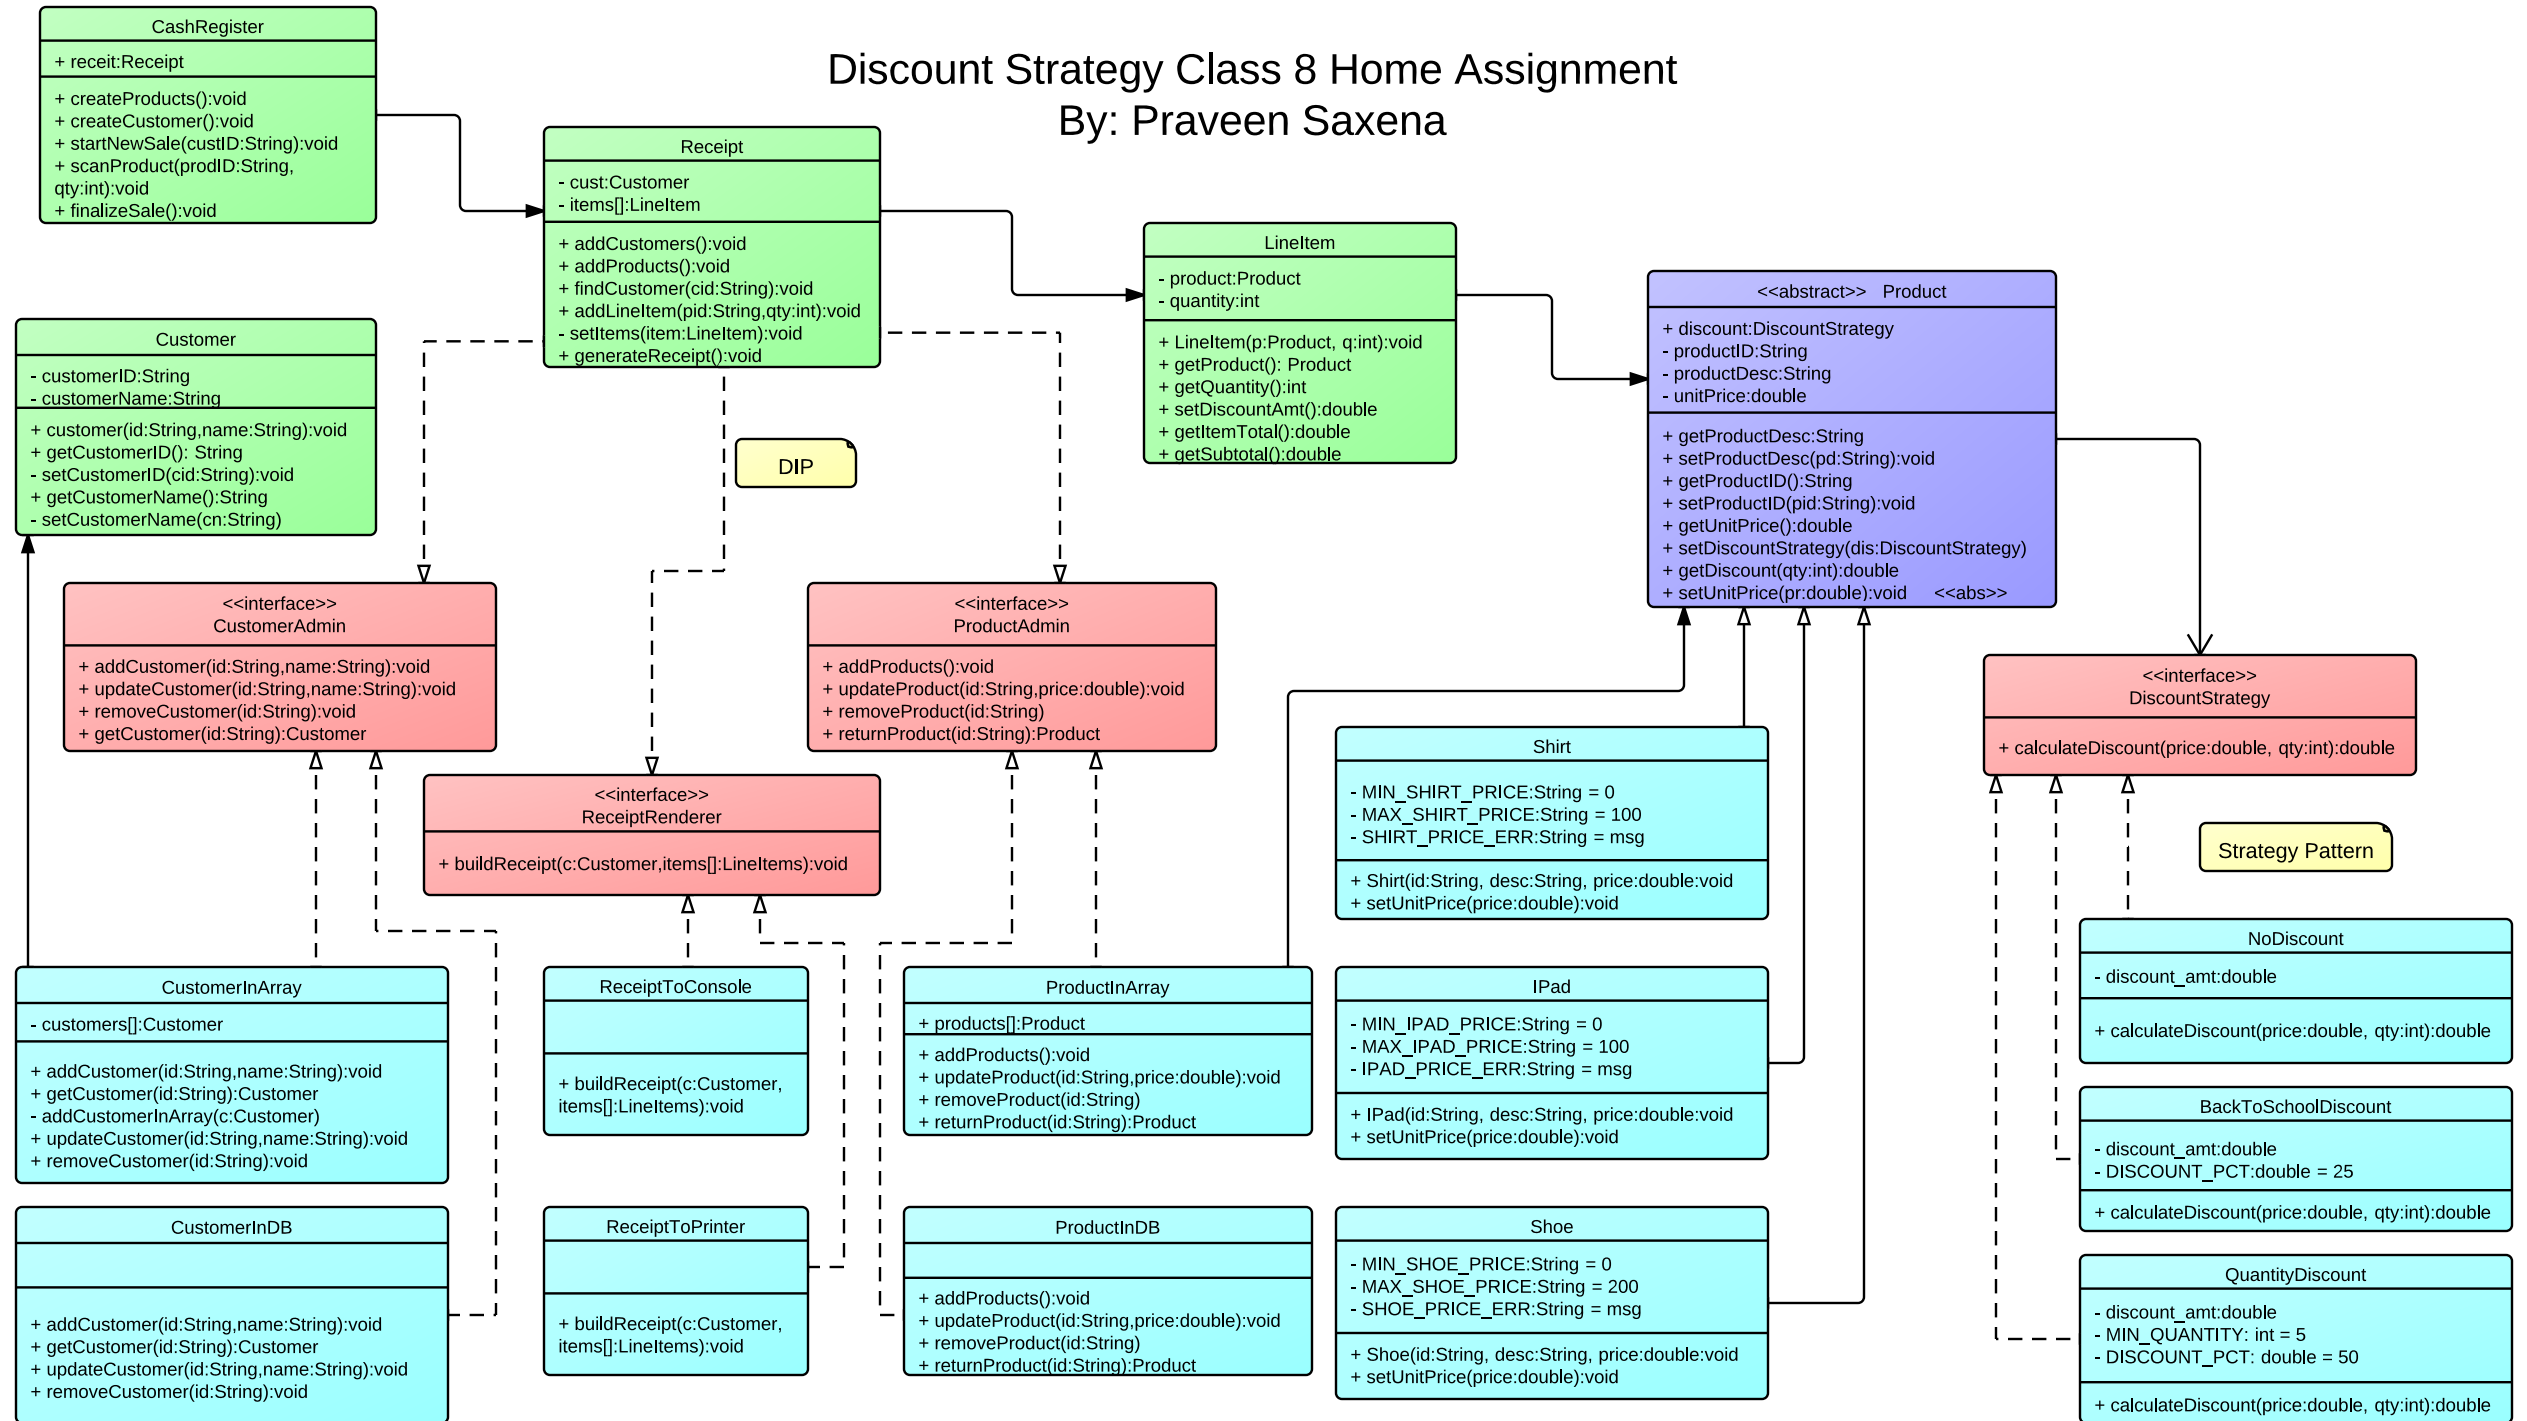 Discount Strategy Class 8 Home Assignment
By: Praveen Saxena
CashRegister
+ receit:Receipt
+ createProducts():void
+ createCustomer():void
+ startNewSale(custID:String):void
+ scanProduct(prodID:String,
qty:int):void
+ finalizeSale():void
Receipt
- cust:Customer
- items[]:LineItem
+ addCustomers():void
+ addProducts():void
+ findCustomer(cid:String):void
+ addLineItem(pid:String,qty:int):void
- setItems(item:LineItem):void
+ generateReceipt():void
LineItem
- product:Product
- quantity:int
+ LineItem(p:Product, q:int):void
+ getProduct(): Product
+ getQuantity():int
+ setDiscountAmt():double
+ getItemTotal():double
+ getSubtotal():double
<<abstract>> Product
+ discount:DiscountStrategy
- productID:String
- productDesc:String
- unitPrice:double
+ getProductDesc:String
+ setProductDesc(pd:String):void
+ getProductID():String
+ setProductID(pid:String):void
+ getUnitPrice():double
+ setDiscountStrategy(dis:DiscountStrategy)
+ getDiscount(qty:int):double
+ setUnitPrice(pr:double):void <<abs>>
Customer
- customerID:String
- customerName:String
+ customer(id:String,name:String):void
+ getCustomerID(): String
- setCustomerID(cid:String):void
+ getCustomerName():String
- setCustomerName(cn:String)
DIP
<<interface>>
CustomerAdmin
+ addCustomer(id:String,name:String):void
+ updateCustomer(id:String,name:String):void
+ removeCustomer(id:String):void
+ getCustomer(id:String):Customer
<<interface>>
ProductAdmin
+ addProducts():void
+ updateProduct(id:String,price:double):void
+ removeProduct(id:String)
+ returnProduct(id:String):Product
<<interface>>
DiscountStrategy
+ calculateDiscount(price:double, qty:int):double
<<interface>>
ReceiptRenderer
+ buildReceipt(c:Customer,items[]:LineItems):void
Shirt
- MIN_SHIRT_PRICE:String = 0
- MAX_SHIRT_PRICE:String = 100
- SHIRT_PRICE_ERR:String = msg
+ Shirt(id:String, desc:String, price:double:void
+ setUnitPrice(price:double):void
Strategy Pattern
NoDiscount
- discount_amt:double
+ calculateDiscount(price:double, qty:int):double
CustomerInArray
- customers[]:Customer
+ addCustomer(id:String,name:String):void
+ getCustomer(id:String):Customer
- addCustomerInArray(c:Customer)
+ updateCustomer(id:String,name:String):void
+ removeCustomer(id:String):void
ReceiptToConsole
+ buildReceipt(c:Customer,
items[]:LineItems):void
ProductInArray
+ products[]:Product
+ addProducts():void
+ updateProduct(id:String,price:double):void
+ removeProduct(id:String)
+ returnProduct(id:String):Product
IPad
- MIN_IPAD_PRICE:String = 0
- MAX_IPAD_PRICE:String = 100
- IPAD_PRICE_ERR:String = msg
+ IPad(id:String, desc:String, price:double:void
+ setUnitPrice(price:double):void
BackToSchoolDiscount
- discount_amt:double
- DISCOUNT_PCT:double = 25
+ calculateDiscount(price:double, qty:int):double
CustomerInDB
+ addCustomer(id:String,name:String):void
+ getCustomer(id:String):Customer
+ updateCustomer(id:String,name:String):void
+ removeCustomer(id:String):void
ReceiptToPrinter
+ buildReceipt(c:Customer,
items[]:LineItems):void
ProductInDB
+ addProducts():void
+ updateProduct(id:String,price:double):void
+ removeProduct(id:String)
+ returnProduct(id:String):Product
Shoe
- MIN_SHOE_PRICE:String = 0
- MAX_SHOE_PRICE:String = 200
- SHOE_PRICE_ERR:String = msg
+ Shoe(id:String, desc:String, price:double:void
+ setUnitPrice(price:double):void
QuantityDiscount
- discount_amt:double
- MIN_QUANTITY: int = 5
- DISCOUNT_PCT: double = 50
+ calculateDiscount(price:double, qty:int):double